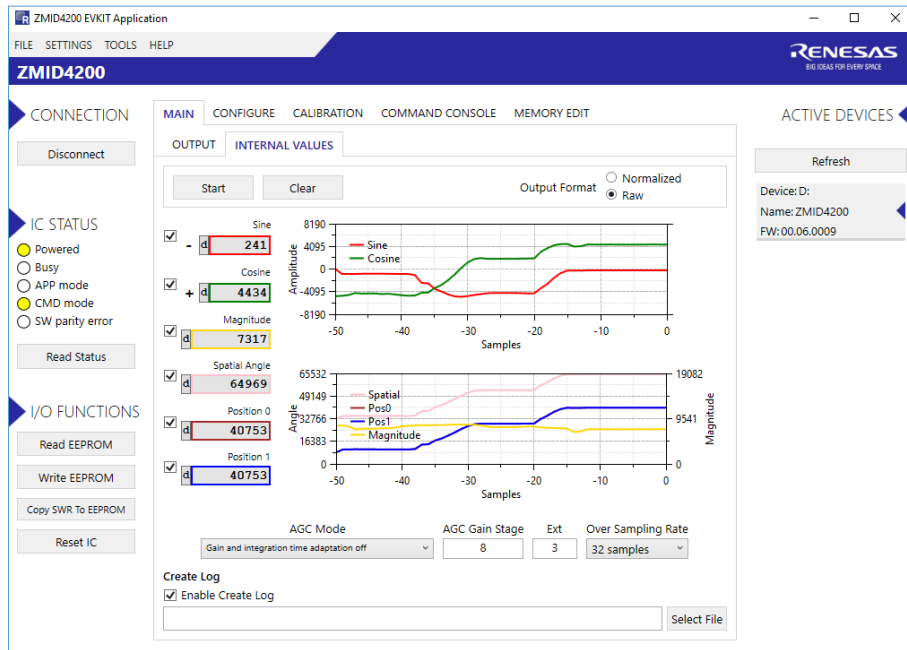 ZMID4200 EVKIT Application
FILE SETTINGS TOOLS HELP
RENESAS
BIG IDEAS FOR EVERY SPACE
ZMID4200
CONNECTION
Disconnect
IC STATUS
Powered
Busy
APP mode
CMD mode
SW parity error
Read Status
I/O FUNCTIONS
Read EEPROM
Write EEPROM
Copy SWR To EEPROM
Reset IC
MAIN CONFIGURE CALIBRATION COMMAND CONSOLE MEMORY EDIT
OUTPUT INTERNAL VALUES
Start Clear Output Format
Normalized
Raw
Sine
- d 241
Cosine
+ d 4434
Magnitude
d 7317
Spatial Angle
d 64969
Position 0
d 40753
Position 1
d 40753
Amplitude
8190
4095
0
-4095
-8190
Sine
Cosine
-50 -40 -30 -20 -10 0
Samples
Angle
65532
49149
32766
16383
0
Spatial
Pos0
Pos1
Magnitude
19082
9541
0
Magnitude
-50 -40 -30 -20 -10 0
Samples
AGC Mode AGC Gain Stage Ext Over Sampling Rate
Gain and integration time adaptation off 8 3 32 samples
Create Log
Enable Create Log
Select File
ACTIVE DEVICES
Refresh
Device: D:
Name: ZMID4200
FW: 00.06.0009